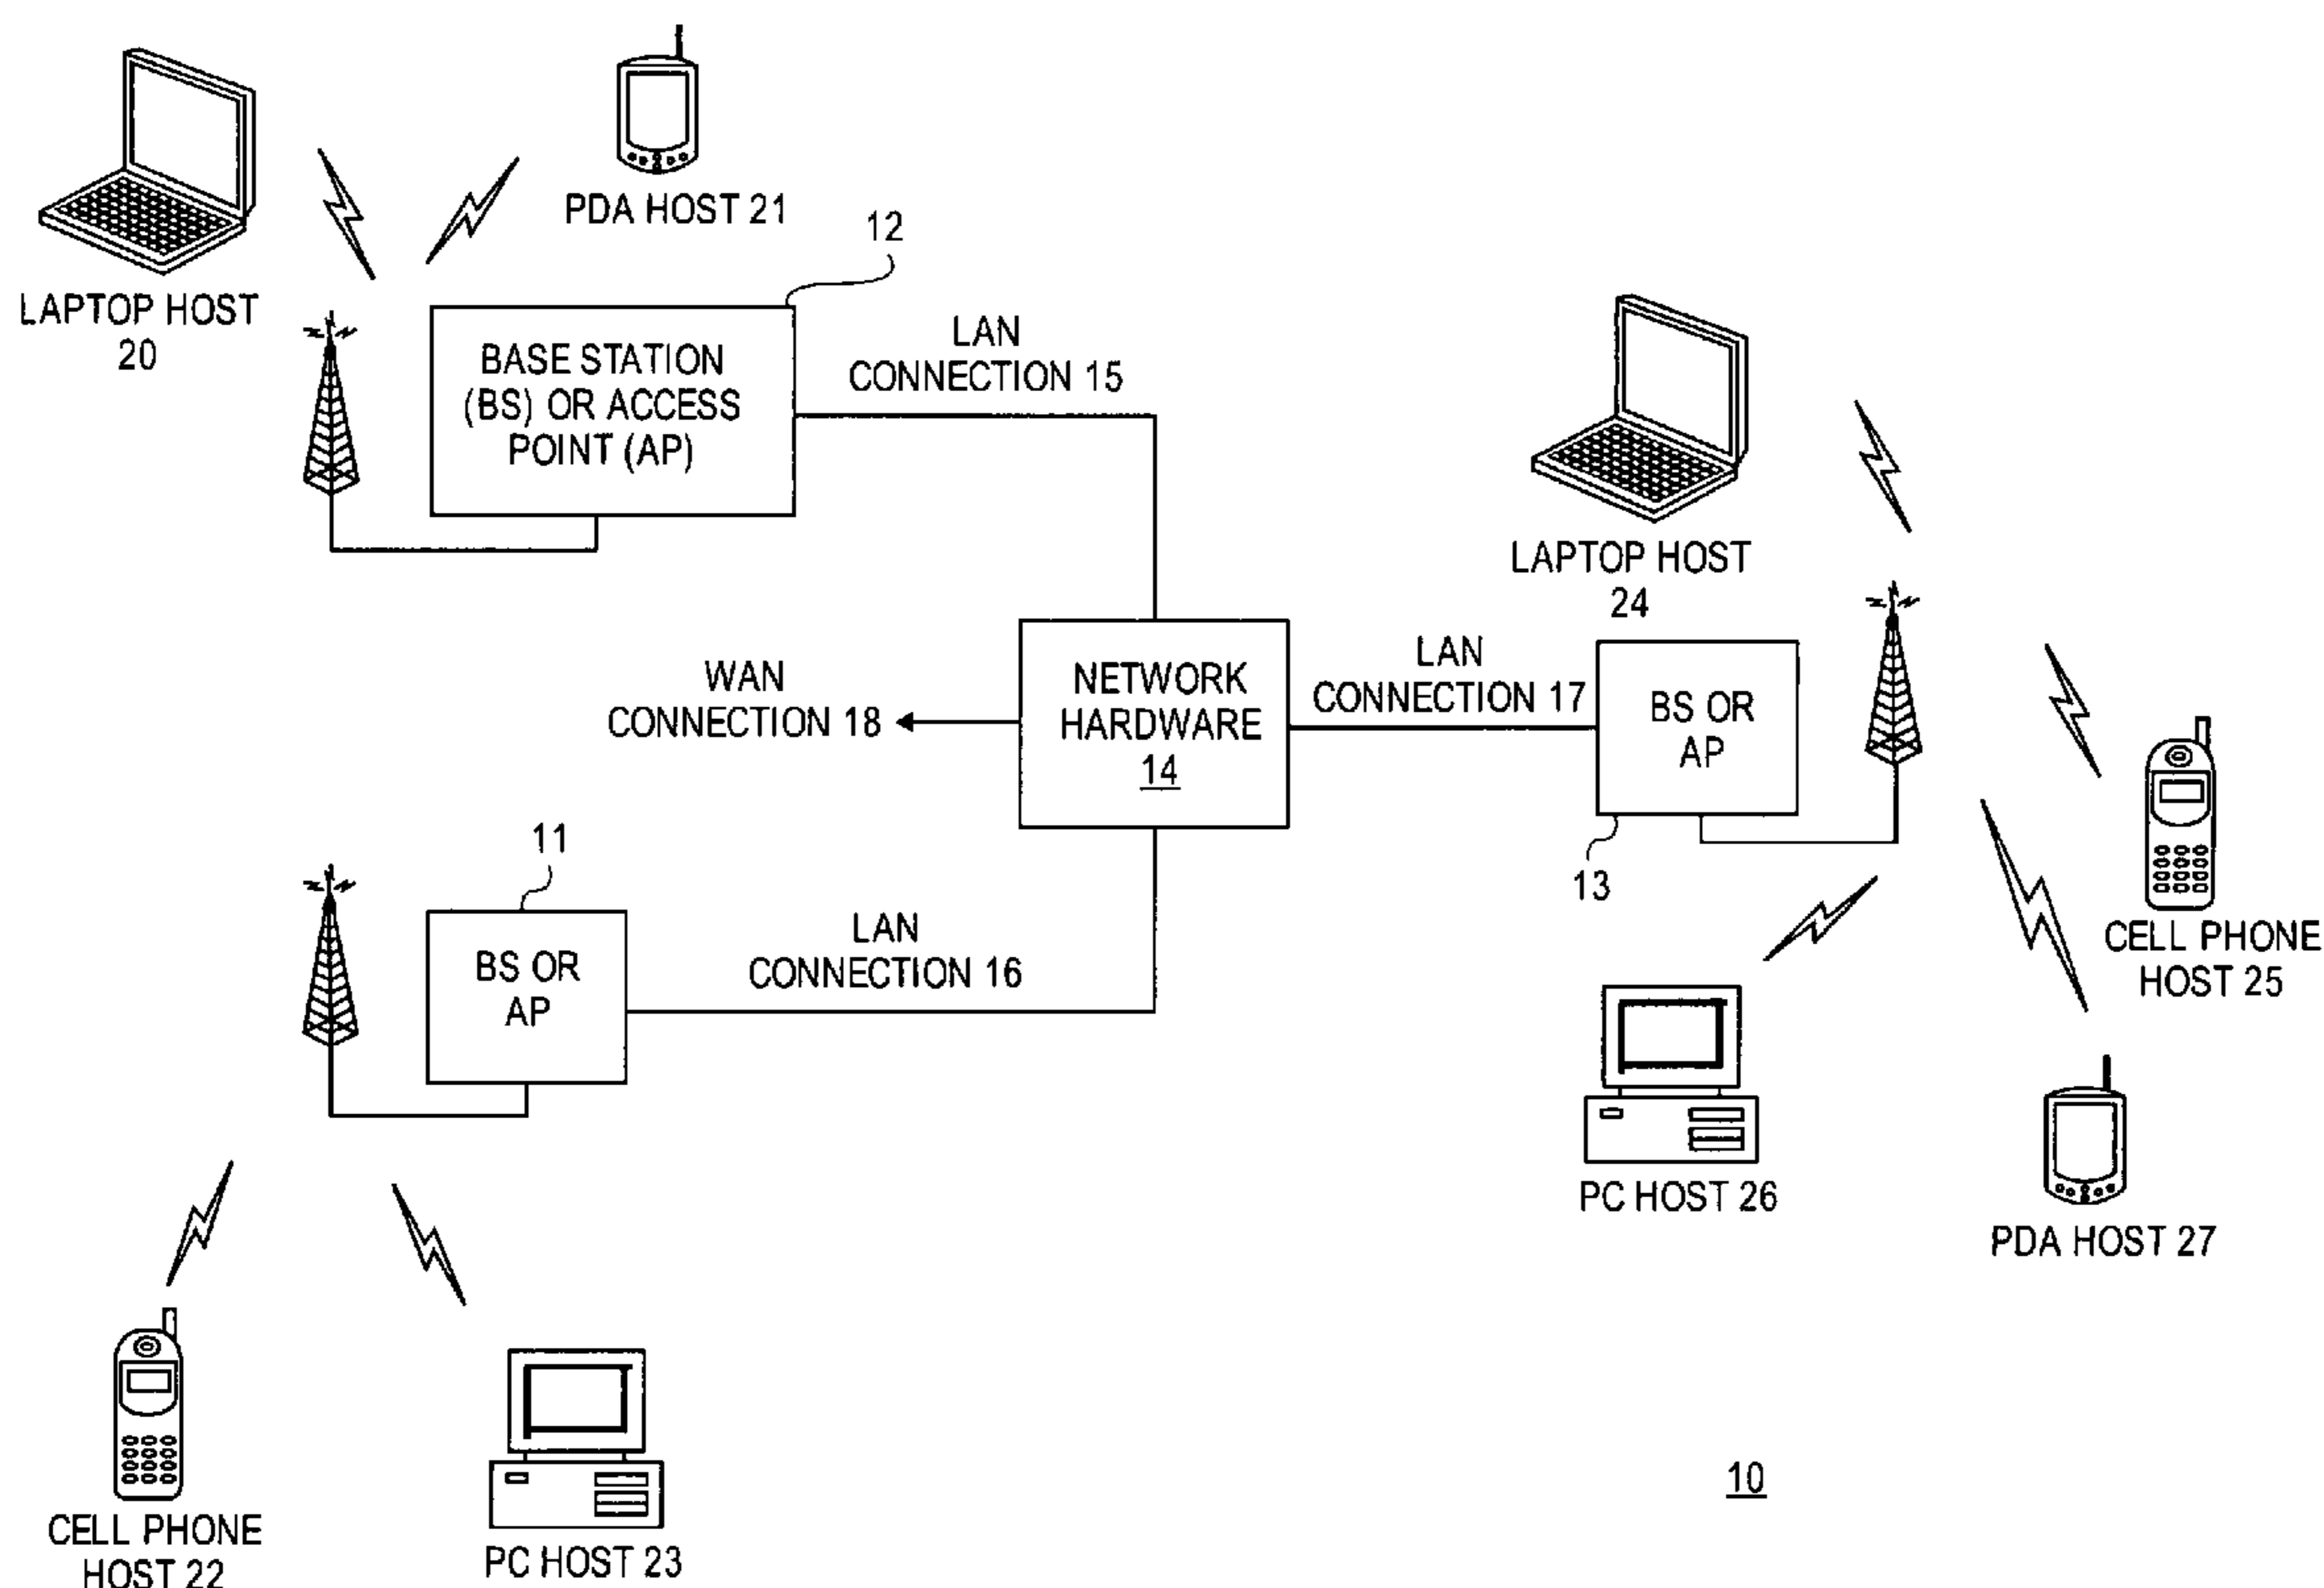 PDA HOST 21
12
LAPTOP HOST
20
BASE STATION
(BS) OR ACCESS
POINT (AP)
LAN
CONNECTION 15
LAPTOP HOST
24
WAN
CONNECTION 18
NETWORK
HARDWARE
14
LAN
CONNECTION 17
BS OR
AP
13
11
BS OR
AP
LAN
CONNECTION 16
CELL PHONE
HOST 25
PC HOST 26
PDA HOST 27
CELL PHONE
HOST 22
PC HOST 23
10